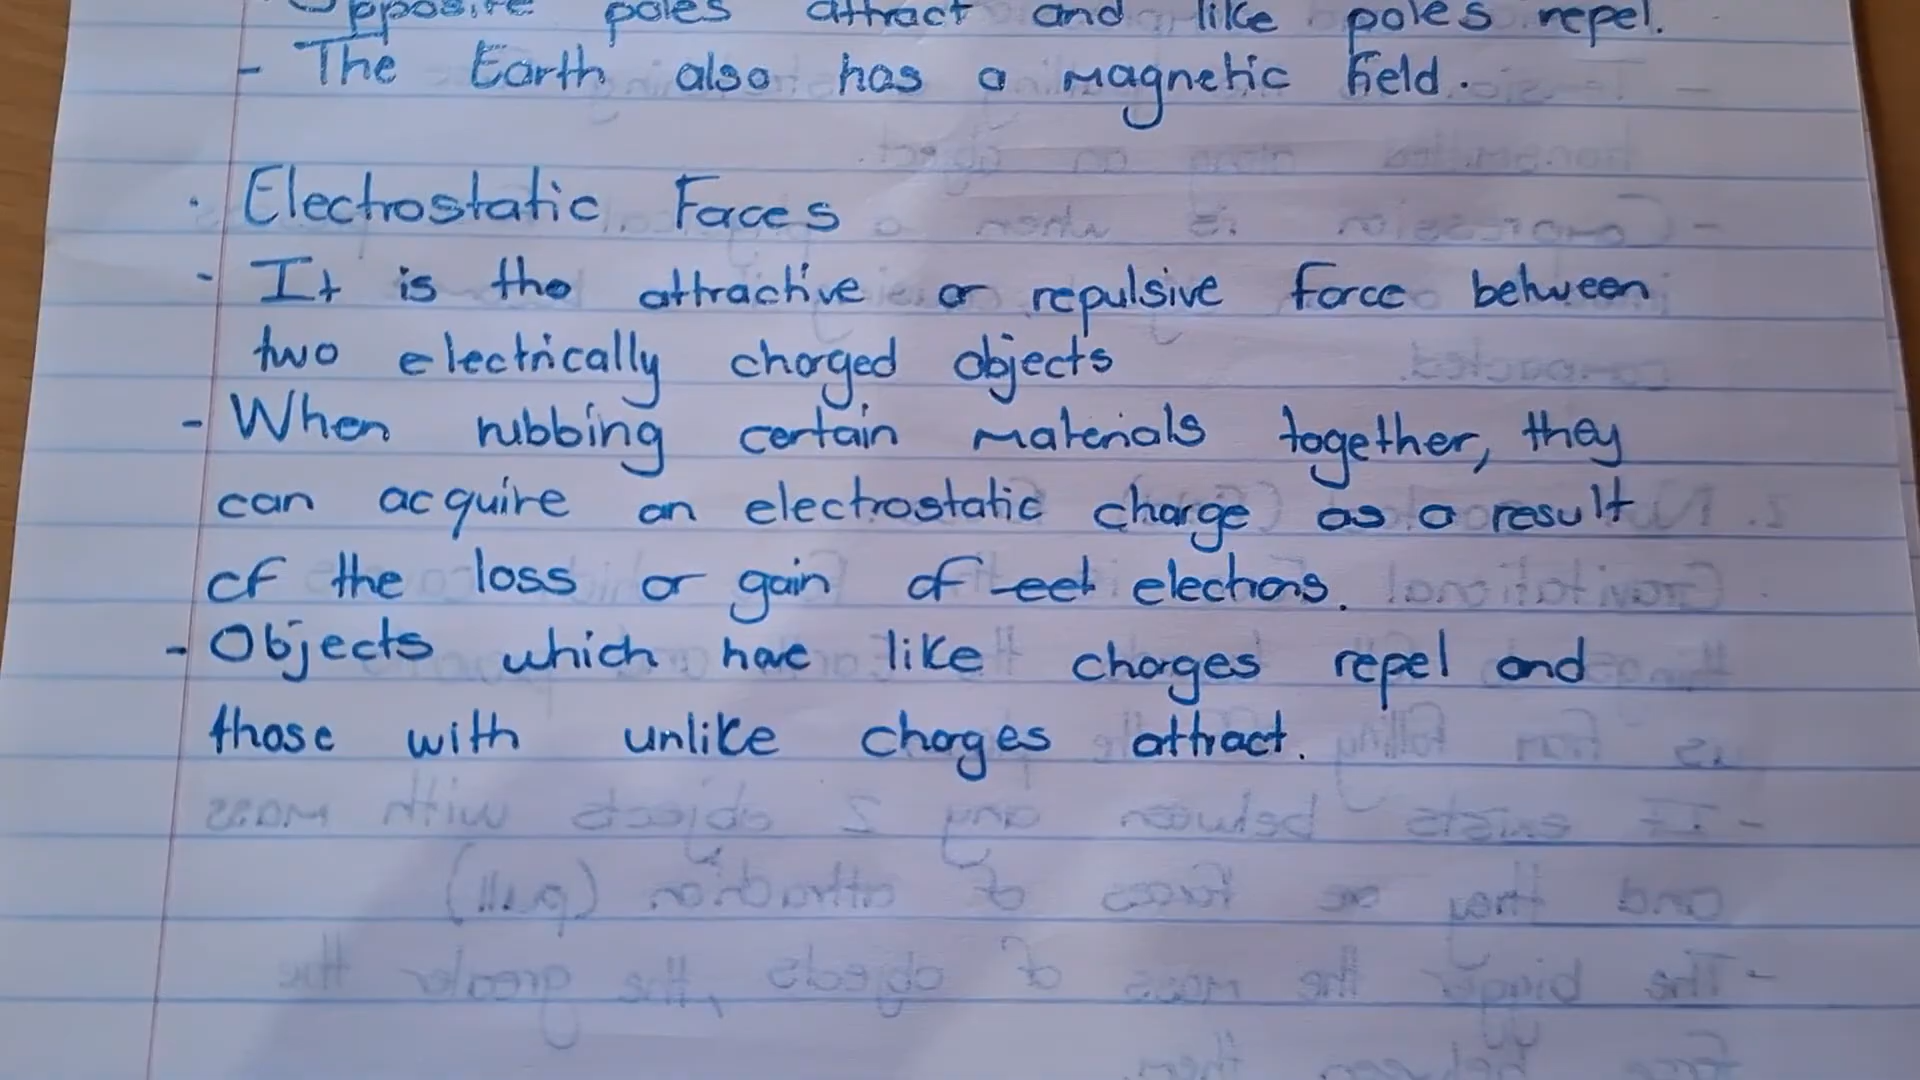 Opposite poles attract and like poles repel.
- The Earth also has a magnetic field.
· Electrostatic Faces
- It is the attractive or repulsive force between
two electrically charged objects
- When rubbing certain materials together, they
can acquire an electrostatic charge as a result
of the loss or gain of eet elections.
- Objects which have like charges repel and
those with unlike charges attract.